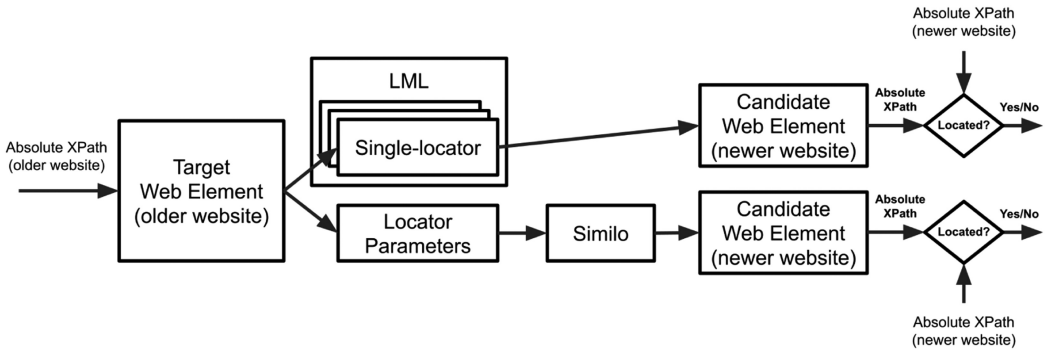 Absolute XPath
(older website)
Target
Web Element
(older website)
LML
Single-locator
Candidate
Web Element
(newer website)
Absolute
XPath
Absolute XPath
(newer website)
Located?
Yes/No
Locator
Parameters
Similo
Candidate
Web Element
(newer website)
Absolute
XPath
Located?
Yes/No
Absolute XPath
(newer website)